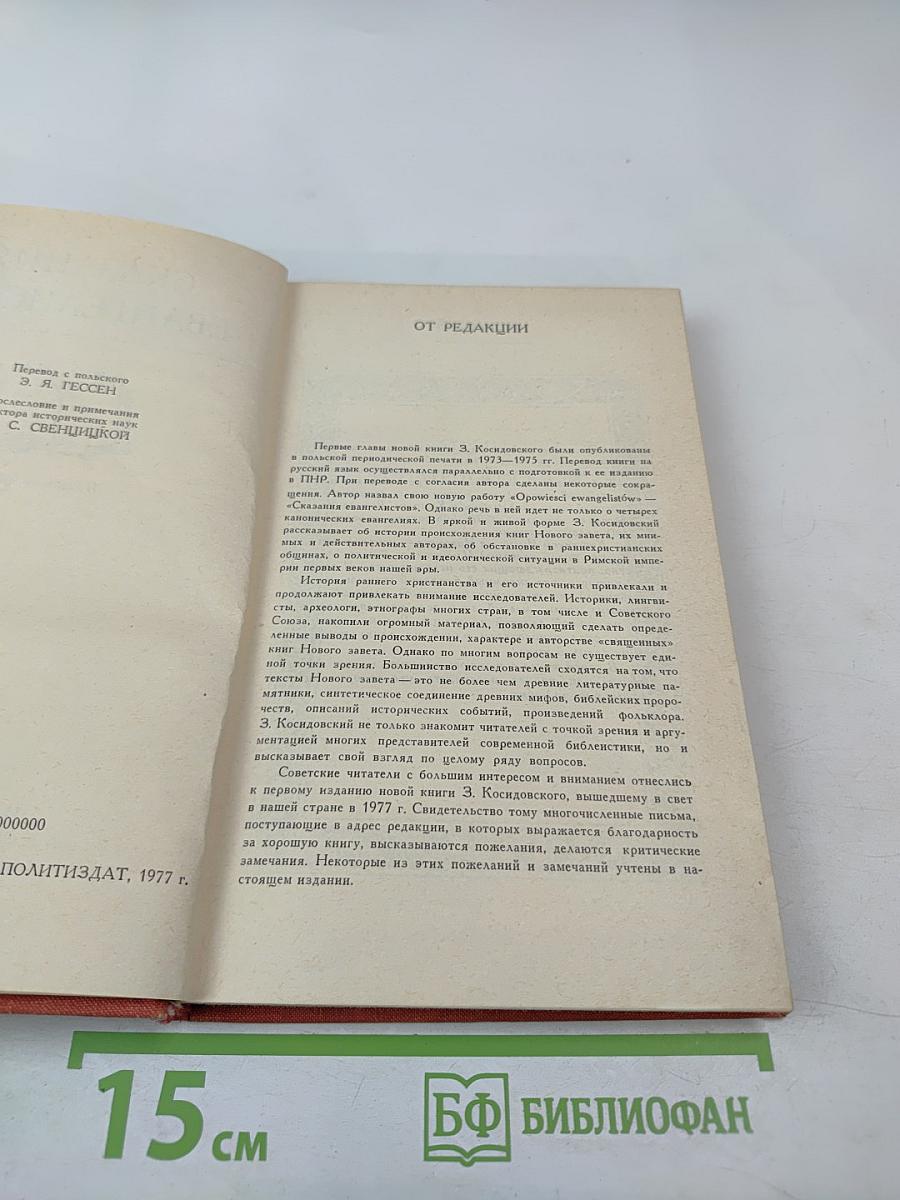 Перевод с польского
Э. Я. ГЕССЕН
ослесловие и примечания
ктора исторических наук
С. СВЕНЦИЦКОЙ
000000
ПОЛИТИЗДАТ, 1977 г.
ОТ РЕДАКЦИИ
Первые главы новой книги З. Косидовского были опубликованы
в польской периодической печати в 1973—1975 гг. Перевод книги на
русский язык осуществлялся параллельно с подготовкой к ее изданию
в ПНР. При переводе с согласия автора сделаны некоторые сокра-
щения. Автор назвал свою новую работу «Opowieści ewangelistów» —
«Сказания евангелистов». Однако речь в ней идет не только о четырех
канонических евангелиях. В яркой и живой форме З. Косидовский
рассказывает об истории происхождения книг Нового завета, их мни-
мых и действительных авторах, об обстановке в раннехристианских
общинах, о политической и идеологической ситуации в Римской импе-
рии первых веков нашей эры.
История раннего христианства и его источники привлекали и
продолжают привлекать внимание исследователей. Историки, лингви-
сты, археологи, этнографы многих стран, в том числе и Советского
Союза, накопили огромный материал, позволяющий сделать опреде-
ленные выводы о происхождении, характере и авторстве «священных»
книг Нового завета. Однако по многим вопросам не существует еди-
ной точки зрения. Большинство исследователей сходятся на том, что
тексты Нового завета — это не более чем древние литературные па-
мятники, синтетическое соединение древних мифов, библейских проро-
честв, описаний исторических событий, произведений фольклора.
З. Косидовский не только знакомит читателей с точкой зрения и аргу-
ментацией многих представителей современной библеистики, но и
высказывает свой взгляд по целому ряду вопросов.
Советские читатели с большим интересом и вниманием отнеслись
к первому изданию новой книги З. Косидовского, вышедшему в свет
в нашей стране в 1977 г. Свидетельство тому многочисленные письма,
поступающие в адрес редакции, в которых выражается благодарность
за хорошую книгу, высказываются пожелания, делаются критические
замечания. Некоторые из этих пожеланий и замечаний учтены в на-
стоящем издании.
15 см
БФ БИБЛИОФАН